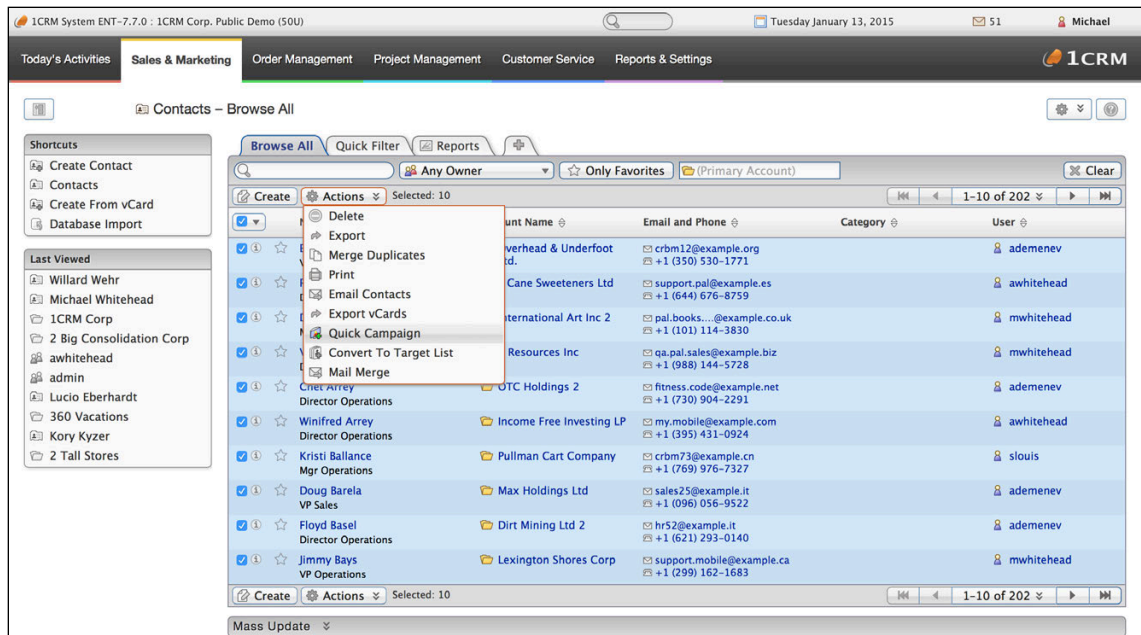 1CRM System ENT-7.7.0 : 1CRM Corp. Public Demo (50U)
Tuesday January 13, 2015
51
Michael
Today's Activities
Sales & Marketing
Order Management
Project Management
Customer Service
Reports & Settings
1CRM
Contacts – Browse All
Shortcuts
Create Contact
Contacts
Create From vCard
Database Import
Last Viewed
Willard Wehr
Michael Whitehead
1CRM Corp
2 Big Consolidation Corp
awhitehead
admin
Lucio Eberhardt
360 Vacations
Kory Kyzer
2 Tall Stores
Browse All
Quick Filter
Reports
Any Owner
Only Favorites
(Primary Account)
Clear
Create
Actions
Selected: 10
1-10 of 202
Delete
Export
Merge Duplicates
Print
Email Contacts
Export vCards
Quick Campaign
Convert To Target List
Mail Merge
unt Name
Email and Phone
Category
User
verhead & Underfoot
td.
crbm12@example.org
+1 (350) 530-1771
ademenev
Cane Sweeteners Ltd
support.pal@example.es
+1 (644) 676-8759
awhitehead
nternational Art Inc 2
pal.books....@example.co.uk
+1 (101) 114-3830
mwhitehead
Resources Inc
qa.pal.sales@example.biz
+1 (988) 144-5728
mwhitehead
Chet Arrey
Director Operations
OTC Holdings 2
fitness.code@example.net
+1 (730) 904-2291
ademenev
Winifred Arrey
Director Operations
Income Free Investing LP
my.mobile@example.com
+1 (395) 431-0924
awhitehead
Kristi Ballance
Mgr Operations
Pullman Cart Company
crbm73@example.cn
+1 (769) 976-7327
slouis
Doug Barela
VP Sales
Max Holdings Ltd
sales25@example.it
+1 (096) 056-9522
ademenev
Floyd Basel
Director Operations
Dirt Mining Ltd 2
hr52@example.it
+1 (621) 293-0140
ademenev
Jimmy Bays
VP Operations
Lexington Shores Corp
support.mobile@example.ca
+1 (299) 162-1683
mwhitehead
Create
Actions
Selected: 10
1-10 of 202
Mass Update